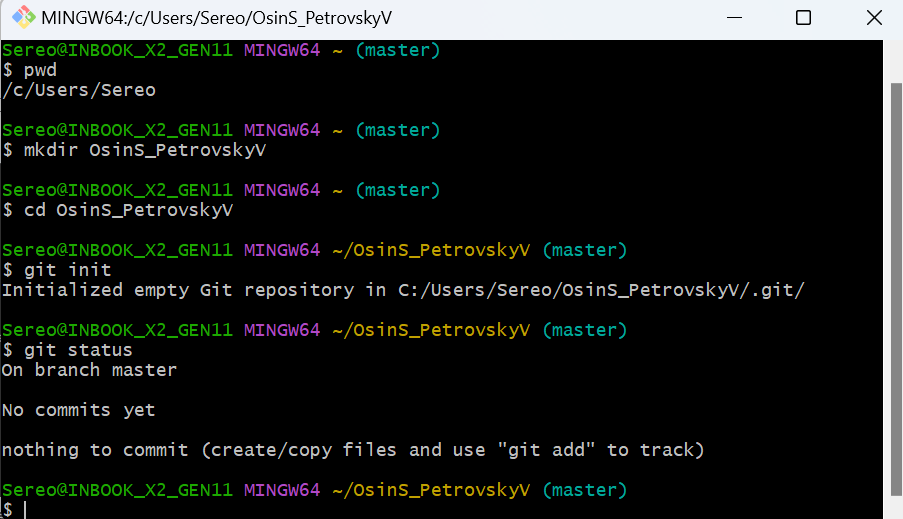 MINGW64:/c/Users/Sereo/OsinS_PetrovskyV
Sereo@INBOOK_X2_GEN11 MINGW64 ~ (master)
$ pwd
/c/Users/Sereo
Sereo@INBOOK_X2_GEN11 MINGW64 ~ (master)
$ mkdir OsinS_PetrovskyV
Sereo@INBOOK_X2_GEN11 MINGW64 ~ (master)
$ cd OsinS_PetrovskyV
Sereo@INBOOK_X2_GEN11 MINGW64 ~/OsinS_PetrovskyV (master)
$ git init
Initialized empty Git repository in C:/Users/Sereo/OsinS_PetrovskyV/.git/
Sereo@INBOOK_X2_GEN11 MINGW64 ~/OsinS_PetrovskyV (master)
$ git status
On branch master
No commits yet
nothing to commit (create/copy files and use "git add" to track)
Sereo@INBOOK_X2_GEN11 MINGW64 ~/OsinS_PetrovskyV (master)
$